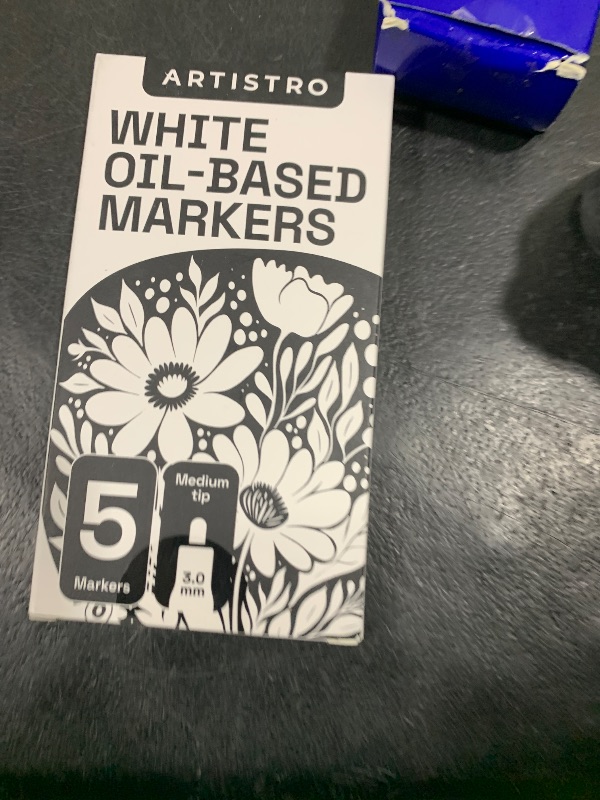 ARTISTRO
WHITE
OIL-BASED
MARKERS
5
Markers
Medium
tip
3.0
mm